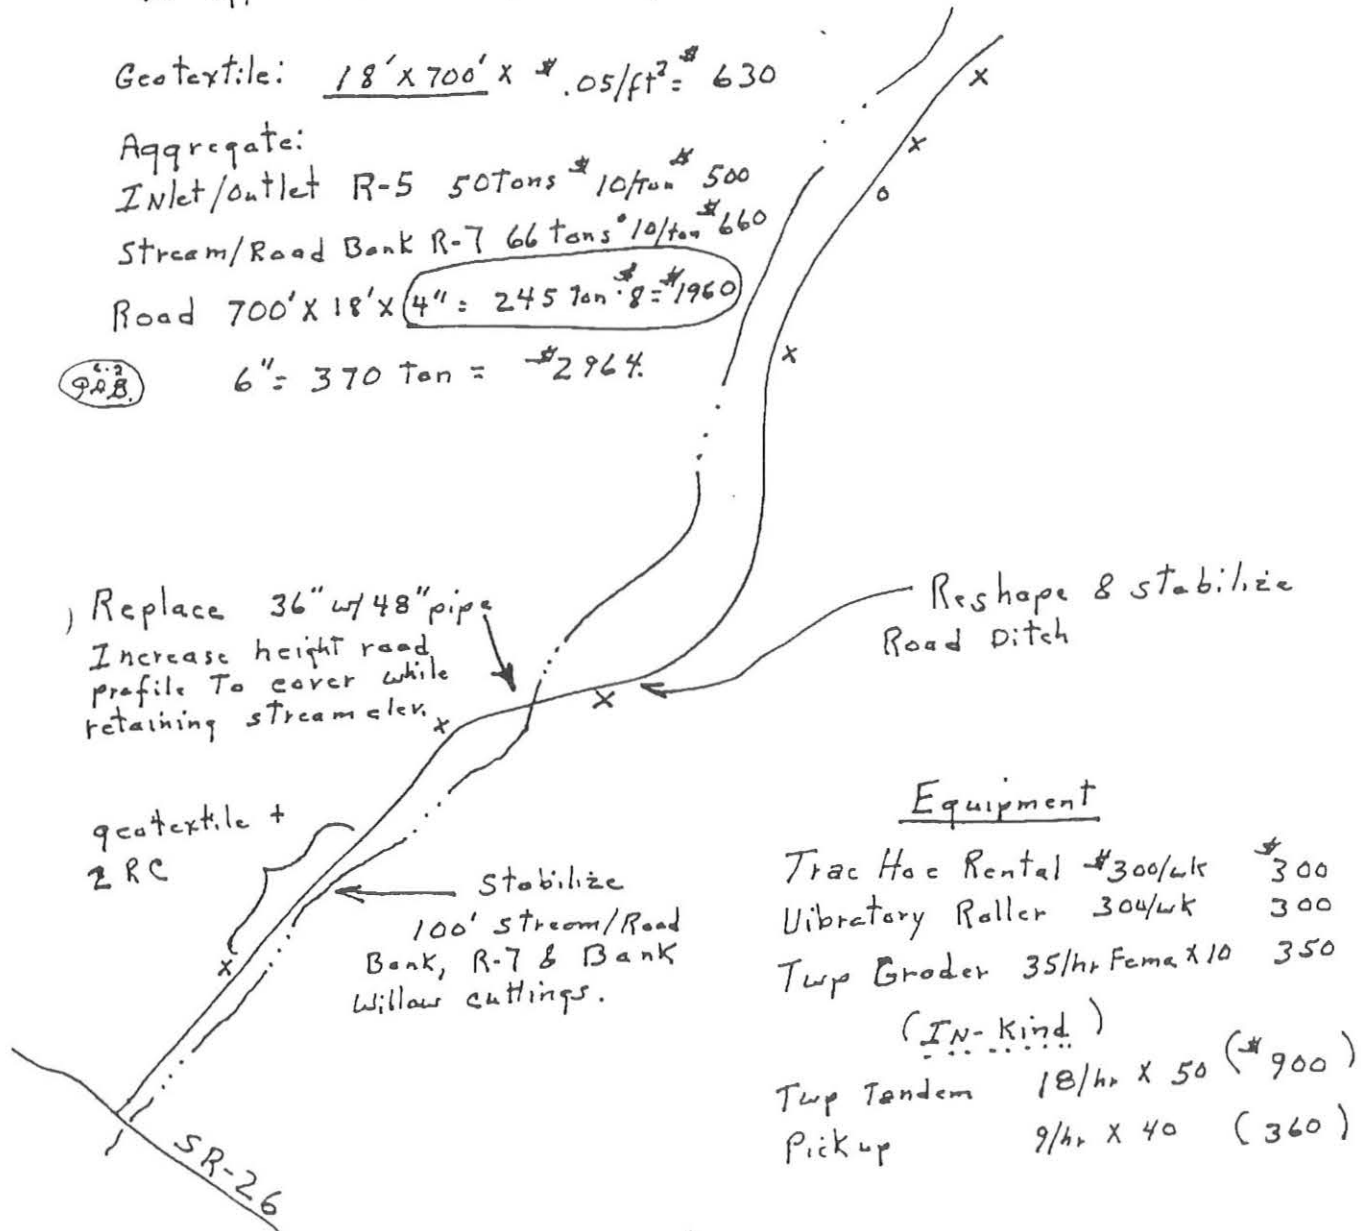 Geotextile: 18' X 700' X $ .05/ft² = $ 630
Aggregate:
INlet/outlet R-5 50Tons $ 10/Ton $ 500
Stream/Road Bank R-7 66 tons $ 10/ton $ 660
Road 700' X 18' X 4" = 245 Ton $ 8 = $1960
6" = 370 Ton = $2964.
Replace 36" w/ 48" pipe
Increase height road
profile To cover while
retaining stream elev.
Reshape & stabilize
Road Ditch
geotextile +
2 RC
Stabilize
100' Stream/Road
Bank, R-7 & Bank
Willow cuttings.
Equipment
Trac Hoe Rental $300/wk $300
Vibratory Roller 300/wk 300
Twp Grader 35/hr Fema X 10 350
(IN-Kind)
Twp Tandem 18/hr X 50 ($900)
Pickup 9/hr X 40 (360)
SR-26